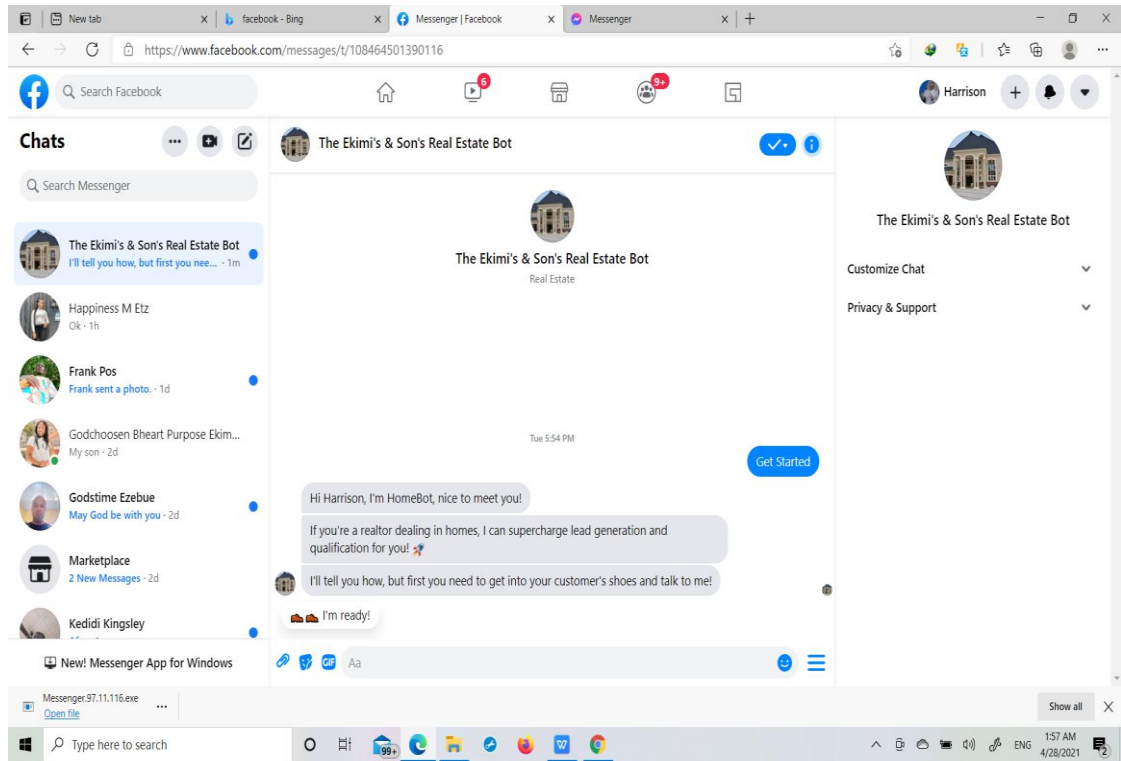 New tab
facebook - Bing
Messenger | Facebook
Messenger
https://www.facebook.com/messages/t/108464501390116
Search Facebook
6
9+
Harrison
Chats
Search Messenger
The Ekimi's & Son's Real Estate Bot
I'll tell you how, but first you nee... · 1m
Happiness M Etz
Ok · 1h
Frank Pos
Frank sent a photo. · 1d
Godchoosen Bheart Purpose Ekim...
My son · 2d
Godstime Ezebue
May God be with you · 2d
Marketplace
2 New Messages · 2d
Kedidi Kingsley
New! Messenger App for Windows
The Ekimi's & Son's Real Estate Bot
The Ekimi's & Son's Real Estate Bot
Real Estate
Tue 5:54 PM
Get Started
Hi Harrison, I'm HomeBot, nice to meet you!
If you're a realtor dealing in homes, I can supercharge lead generation and
qualification for you! 🚀
I'll tell you how, but first you need to get into your customer's shoes and talk to me!
I'm ready!
GIF
Aa
The Ekimi's & Son's Real Estate Bot
Customize Chat
Privacy & Support
Messenger.97.11.116.exe
Open file
Show all
Type here to search
99+
W
ENG
1:57 AM
4/28/2021
2